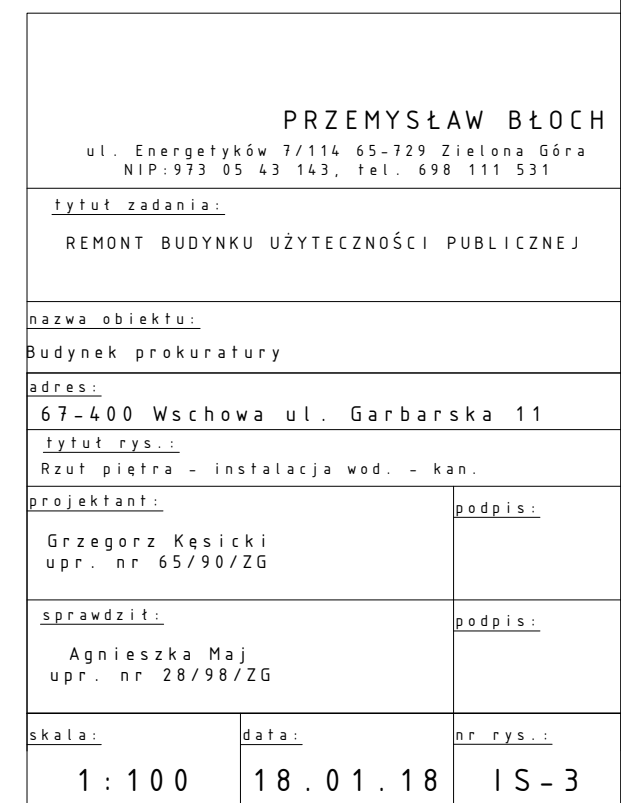 PRZEMYSŁAW BŁOCH
ul. Energetyków 7/114 65-729 Zielona Góra
NIP:973 05 43 143, tel. 698 111 531
tytuł zadania:
REMONT BUDYNKU UŻYTECZNOŚCI PUBLICZNEJ
nazwa obiektu:
Budynek prokuratury
adres:
67-400 Wschowa ul. Garbarska 11
tytuł rys.:
Rzut piętra - instalacja wod. - kan.
projektant:
podpis:
Grzegorz Kęsicki
upr. nr 65/90/ZG
sprawdził:
podpis:
Agnieszka Maj
upr. nr 28/98/ZG
skala:
data:
nr rys.:
1:100
18.01.18
IS-3